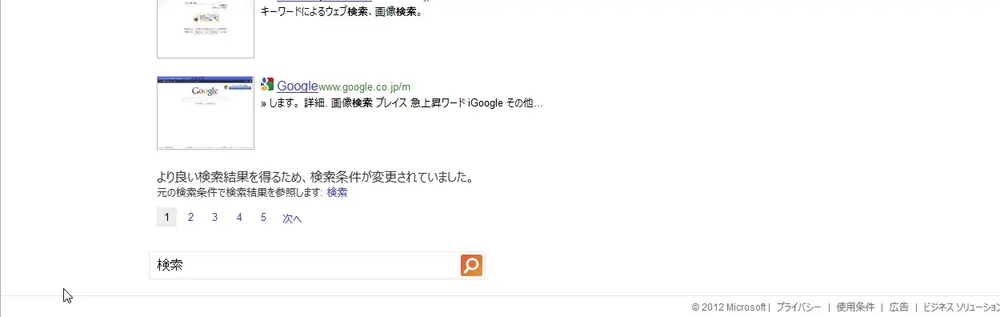 キーワードによるウェブ検索、画像検索。
Google www.google.co.jp/m
» します。 詳細. 画像検索 プレイス 急上昇ワード iGoogle その他...
より良い検索結果を得るため、検索条件が変更されていました。
元の検索条件で検索結果を参照します: 検索
1 2 3 4 5 次へ
検索
© 2012 Microsoft | プライバシー | 使用条件 | 広告 | ビジネス ソリューション